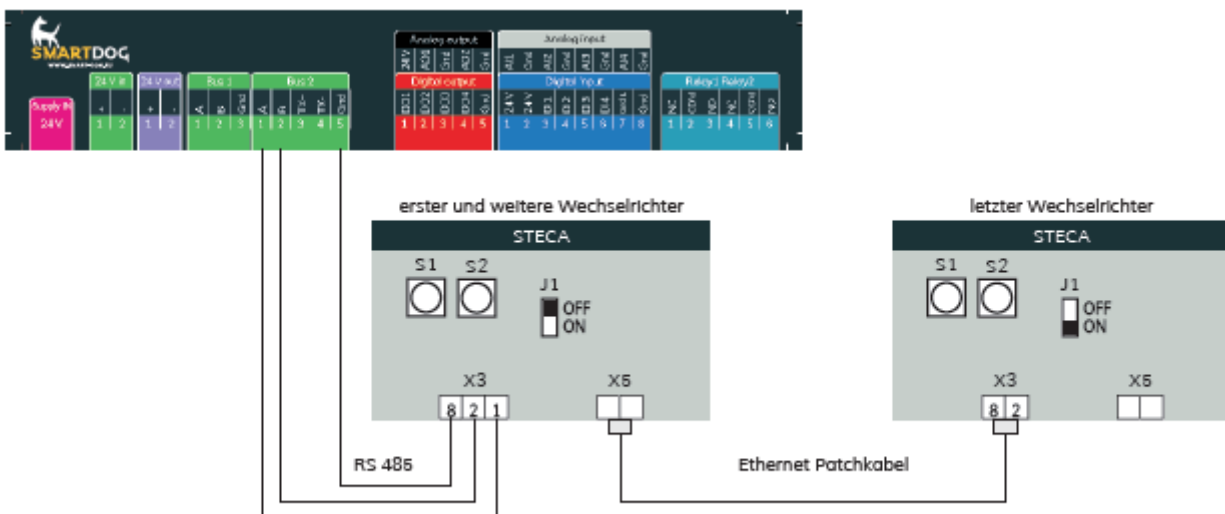 SMARTDOG
Analog output
Analog Input
24V AO1 Gnd AO2 Gnd
AI1 Gnd AI2 Gnd AI3 Gnd AI4 Gnd
24 V in
24 V out
Bus 1
Bus 2
Digital output
Digital Input
Relay1 Relay2
Supply IN
24V
+ -
+ -
A B Gnd
A B Gnd
DO1 DO2 DO3 DO4 Gnd
24V 24V DI1 DI2 DI3 DI4 Gnd
NC NO NC
1 2
1 2
1 2 3
1 2 3 4 5
1 2 3 4 5
1 2 3 4 5 6 7 8
1 2 3 4 5 6
erster und weitere Wechselrichter
STECA
S1 S2
J1
OFF
ON
X3
X6
8 2 1
letzter Wechselrichter
STECA
S1 S2
J1
OFF
ON
X3
X6
8 2
RS 485
Ethernet Patchkabel